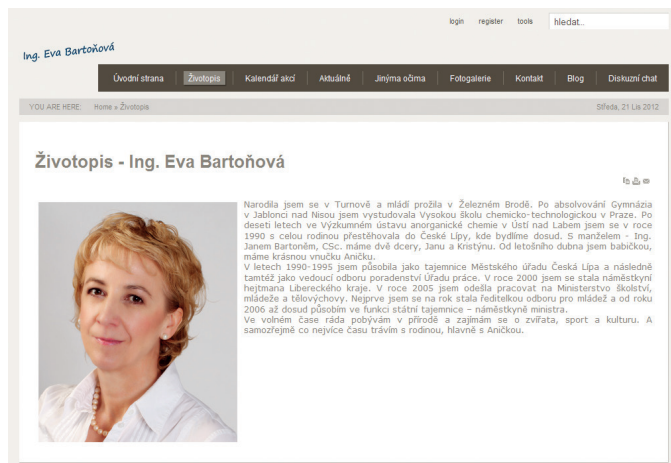 login register tools hledat...
Ing. Eva Bartoňová
Úvodní strana Životopis Kalendář akcí Aktuálně Jinýma očima Fotogalerie Kontakt Blog Diskuzní chat
YOU ARE HERE: Home » Životopis Středa, 21 Lis 2012
Životopis - Ing. Eva Bartoňová
Narodila jsem se v Turnově a mládí prožila v Železném Brodě. Po absolvování Gymnázia
v Jablonci nad Nisou jsem vystudovala Vysokou školu chemicko-technologickou v Praze. Po
deseti letech ve Výzkumném ústavu anorganické chemie v Ústí nad Labem jsem se v roce
1990 s celou rodinou přestěhovala do České Lípy, kde bydlíme dosud. S manželem - Ing.
Janem Bartoněm, CSc. máme dvě dcery, Janu a Kristýnu. Od letošního dubna jsem babičkou,
máme krásnou vnučku Aničku.
V letech 1990-1995 jsem působila jako tajemnice Městského úřadu Česká Lípa a následně
tamtéž jako vedoucí odboru poradenství Úřadu práce. V roce 2000 jsem se stala náměstkyní
hejtmana Libereckého kraje. V roce 2005 jsem odešla pracovat na Ministerstvo školství,
mládeže a tělovýchovy. Nejprve jsem se na rok stala ředitelkou odboru pro mládež a od roku
2006 až dosud působím ve funkci státní tajemnice – náměstkyně ministra.
Ve volném čase ráda pobývám v přírodě a zajímám se o zvířata, sport a kulturu. A
samozřejmě co nejvíce času trávím s rodinou, hlavně s Aničkou.